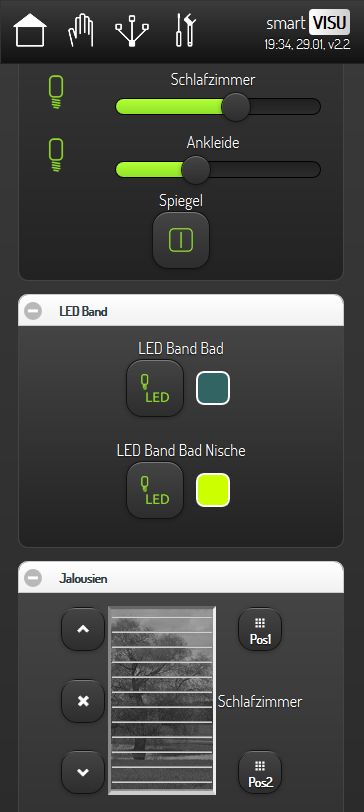 smart VISU
19:34, 29.01, v2.2
Schlafzimmer
Ankleide
Spiegel
LED Band
LED Band Bad
LED
LED Band Bad Nische
LED
Jalousien
Pos1
Schlafzimmer
Pos2